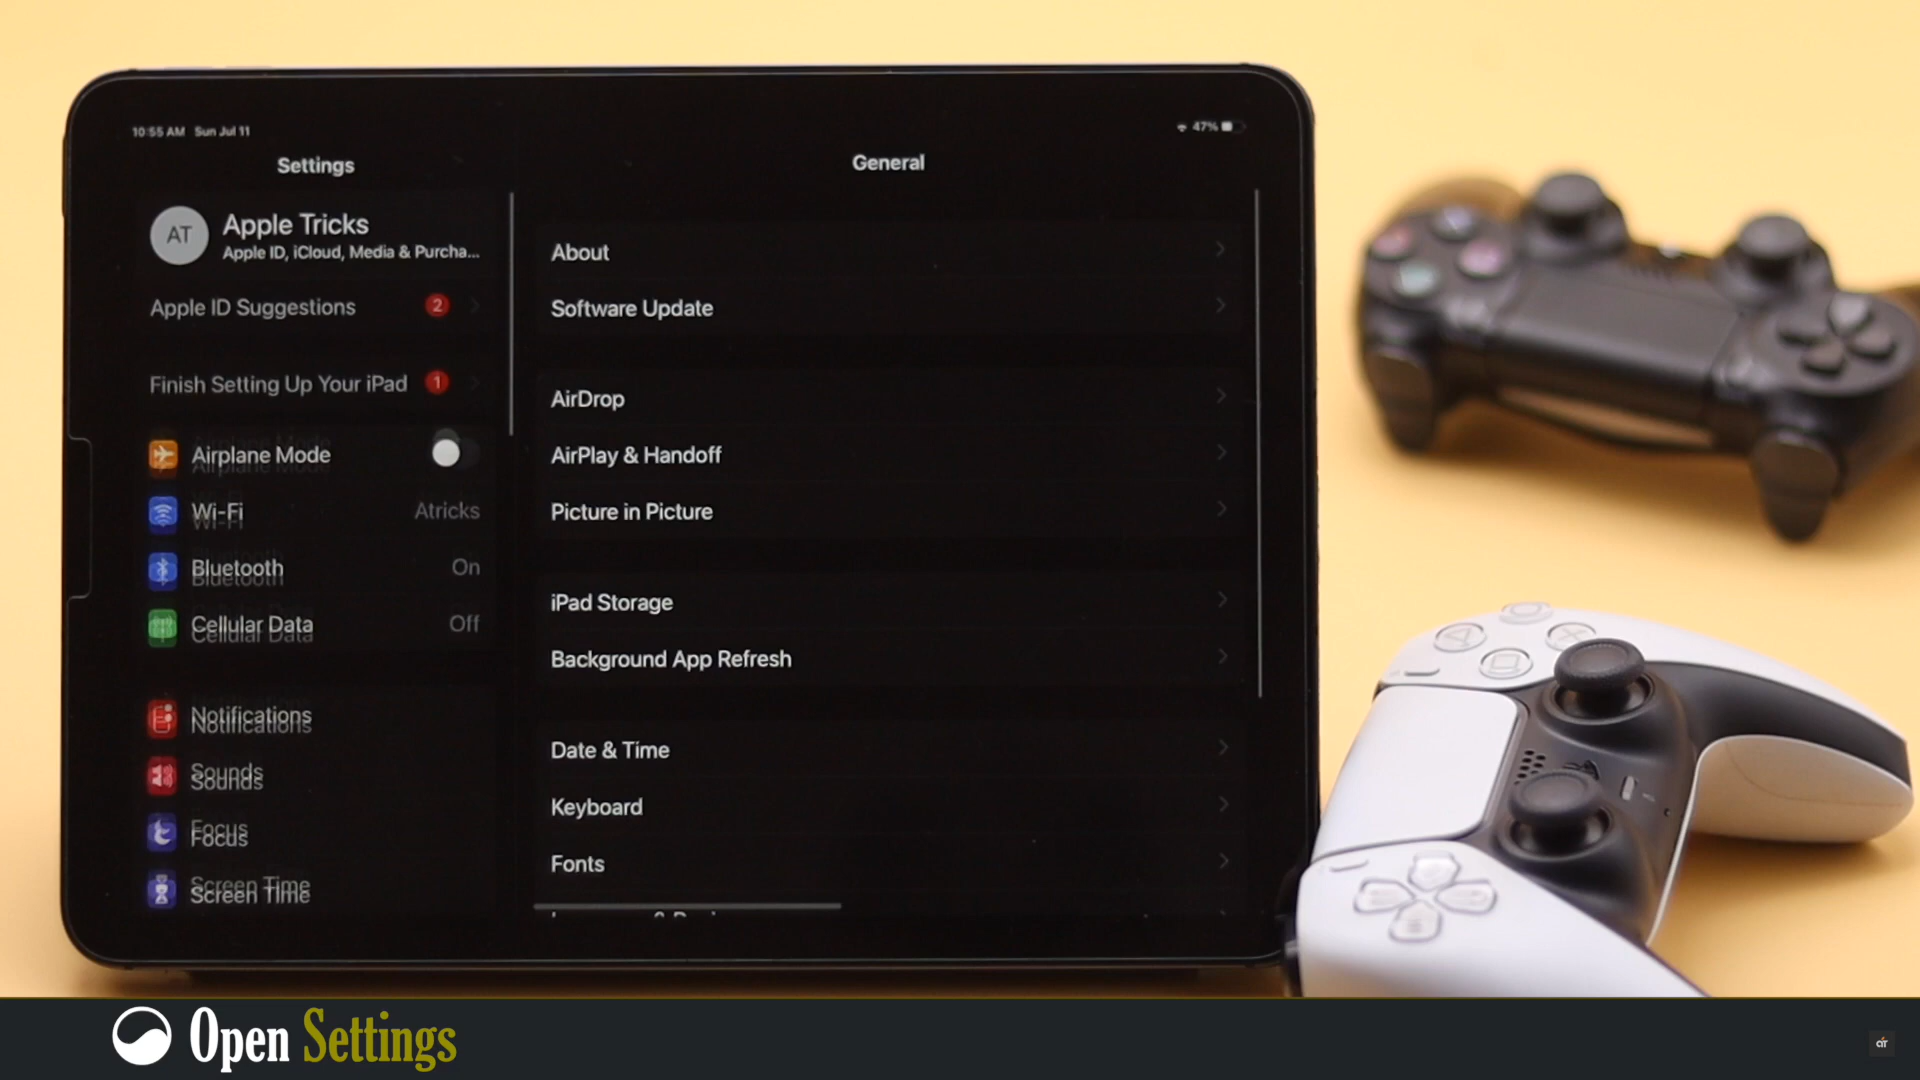 10:55 AM Sun Jul 11
47%
Settings
General
AT
Apple Tricks
Apple ID, iCloud, Media & Purcha...
Apple ID Suggestions 2
Finish Setting Up Your iPad 1
Airplane Mode
Wi-Fi Atricks
Bluetooth On
Cellular Data Off
Notifications
Sounds
Focus
Screen Time
About
Software Update
AirDrop
AirPlay & Handoff
Picture in Picture
iPad Storage
Background App Refresh
Date & Time
Keyboard
Fonts
Open Settings